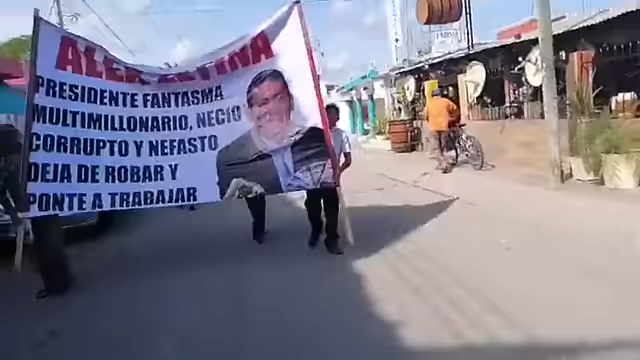 PRESIDENTE FANTASMA
MULTIMILLONARIO, NECIO
CORRUPTO Y NEFASTO
DEJA DE ROBAR Y
PONTE A TRABAJAR